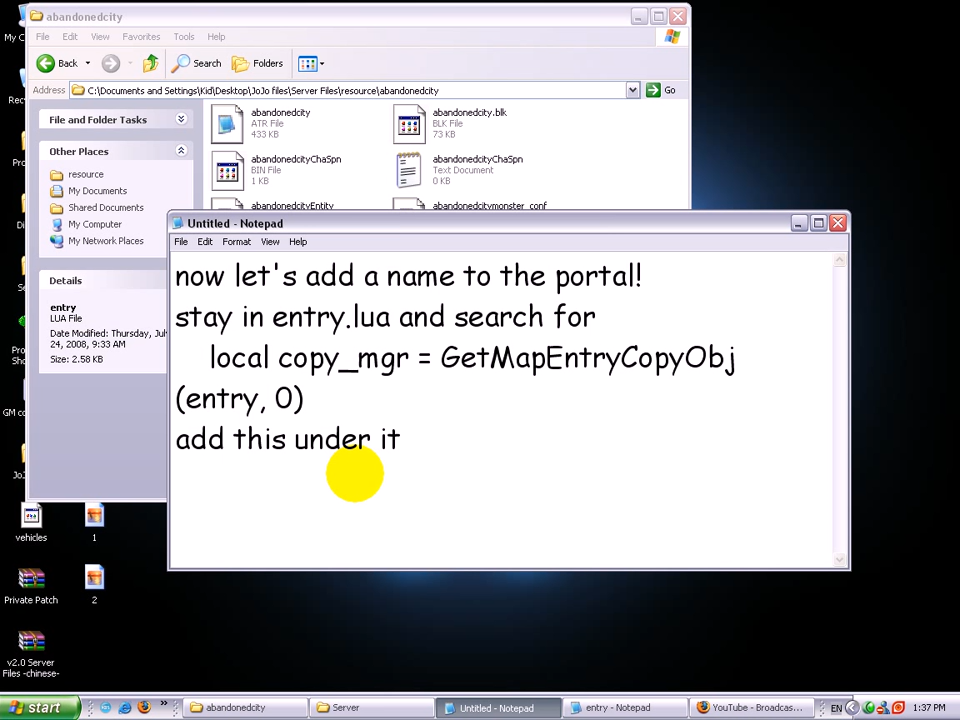 abandonedcity
File Edit View Favorites Tools Help
Back Search Folders
Address C:\Documents and Settings\Kid\Desktop\JoJo files\Server Files\resource\abandonedcity Go
File and Folder Tasks
Other Places
resource
My Documents
Shared Documents
My Computer
My Network Places
Details
entry
LUA File
Date Modified: Thursday, July
24, 2008, 9:33 AM
Size: 2.58 KB
abandonedcity
ATR File
433 KB
abandonedcity.blk
BLK File
73 KB
abandonedcityChaSpn
BIN File
1 KB
abandonedcityChaSpn
Text Document
0 KB
abandonedcityEntity
abandonedcitymonster_conf
Untitled - Notepad
File Edit Format View Help
now let's add a name to the portal!
stay in entry.lua and search for
local copy_mgr = GetMapEntryCopyObj
(entry, 0)
add this under it
vehicles
1
Private Patch
2
v2.0 Server
Files -chinese-
start
abandonedcity
Server
Untitled - Notepad
entry - Notepad
YouTube - Broadcas...
EN
1:37 PM